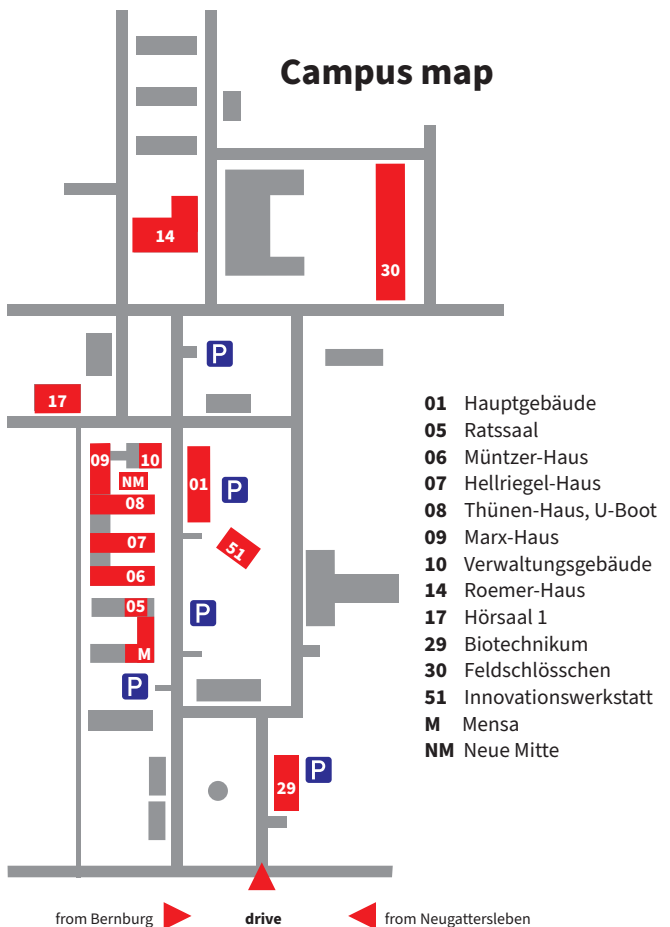 Campus map
14
30
P
17
01 Hauptgebäude
05 Ratssaal
06 Müntzer-Haus
07 Hellriegel-Haus
08 Thünen-Haus, U-Boot
09 Marx-Haus
10 Verwaltungsgebäude
14 Roemer-Haus
17 Hörsaal 1
29 Biotechnikum
30 Feldschlösschen
51 Innovationswerkstatt
M Mensa
NM Neue Mitte
09
10
NM
01
P
08
07
51
06
05
P
M
P
29
P
from Bernburg
drive
from Neugattersleben